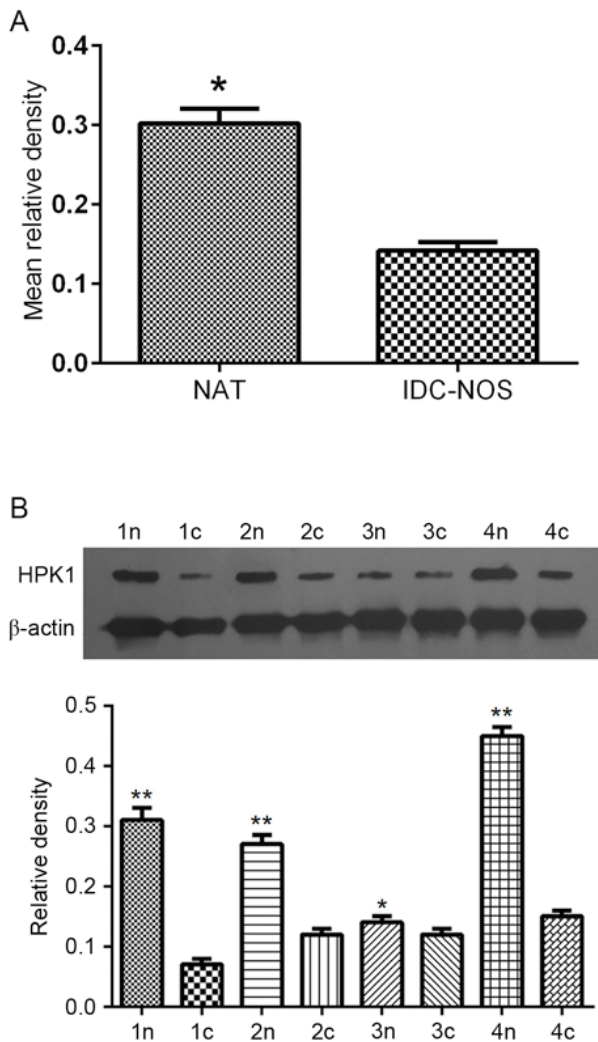 A
Mean relative density
0.4
*
0.3
0.2
0.1
0.0
NAT IDC-NOS
B
1n 1c 2n 2c 3n 3c 4n 4c
HPK1
β-actin
Relative density
0.5
**
0.4
**
0.3
**
0.2
*
0.1
0.0
1n 1c 2n 2c 3n 3c 4n 4c